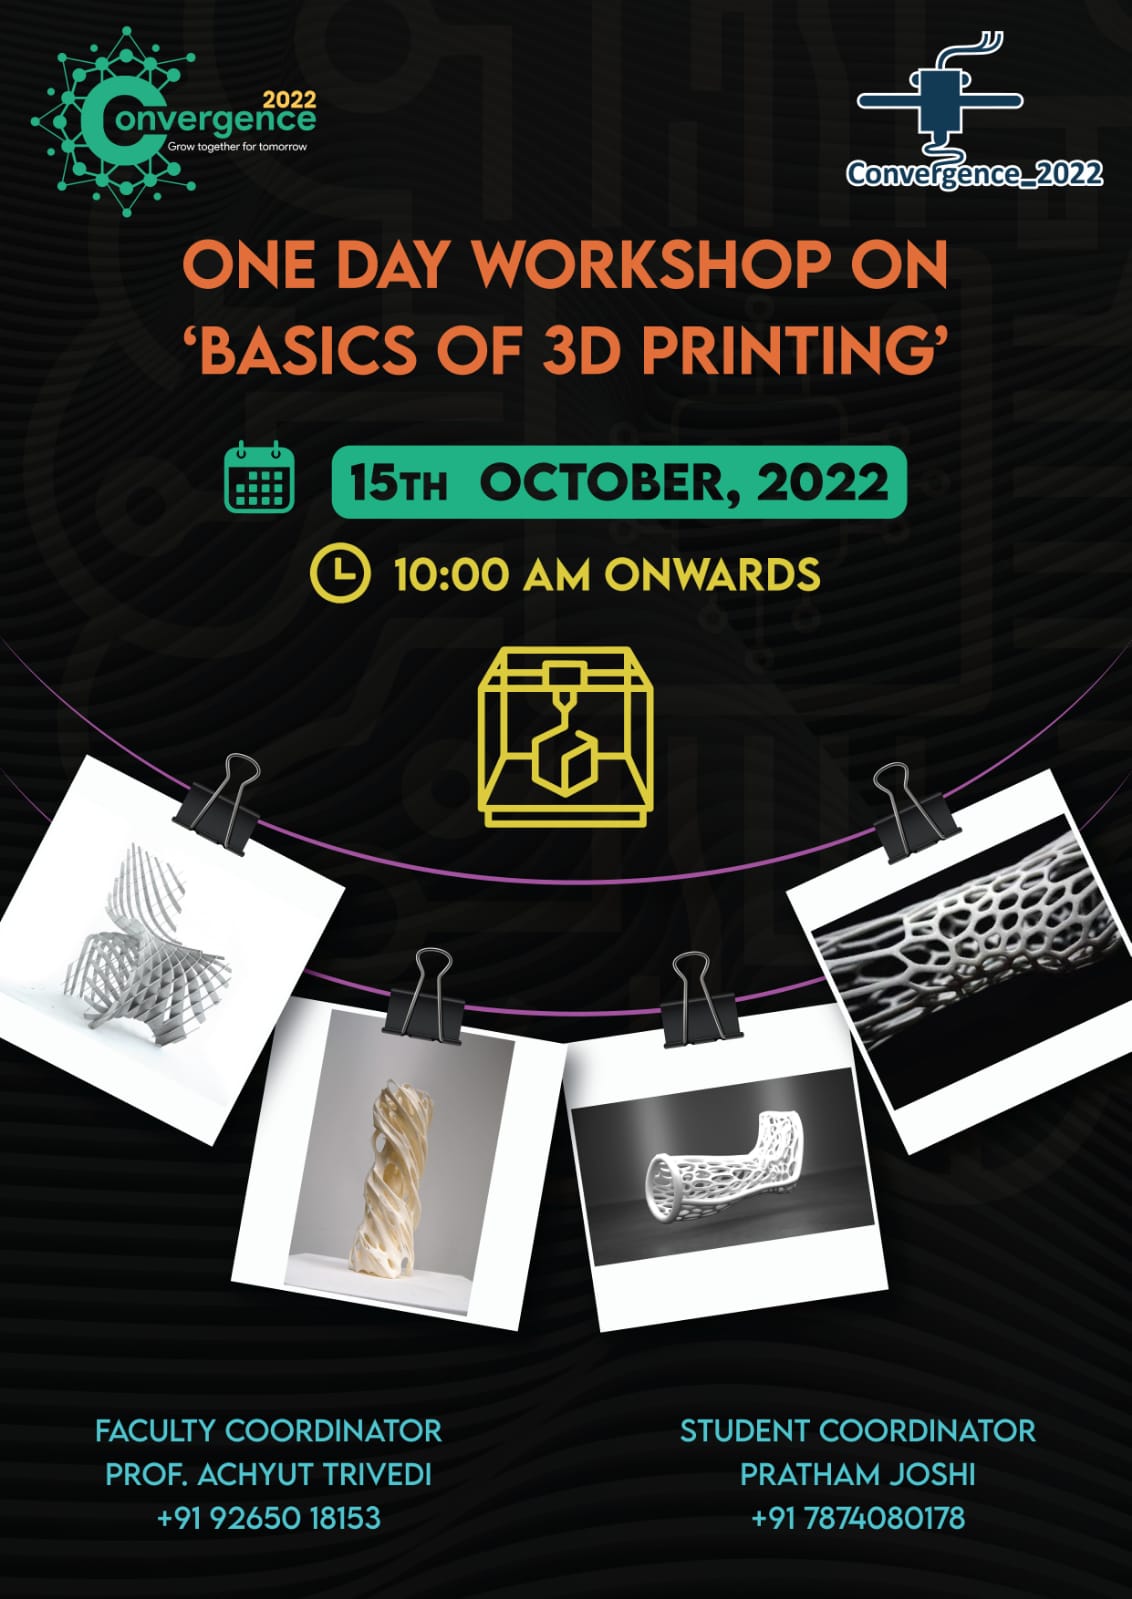 Convergence 2022
Grow together for tomorrow
Convergence_2022
ONE DAY WORKSHOP ON
‘BASICS OF 3D PRINTING’
15TH OCTOBER, 2022
10:00 AM ONWARDS
FACULTY COORDINATOR
PROF. ACHYUT TRIVEDI
+91 92650 18153
STUDENT COORDINATOR
PRATHAM JOSHI
+91 7874080178